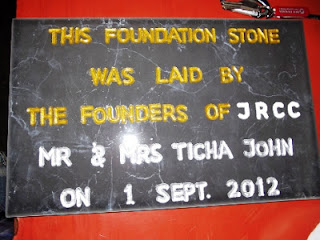 THIS FOUNDATION STONE
WAS LAID BY
THE FOUNDERS OF JRCC
MR & MRS TICHA JOHN
ON 1 SEPT. 2012